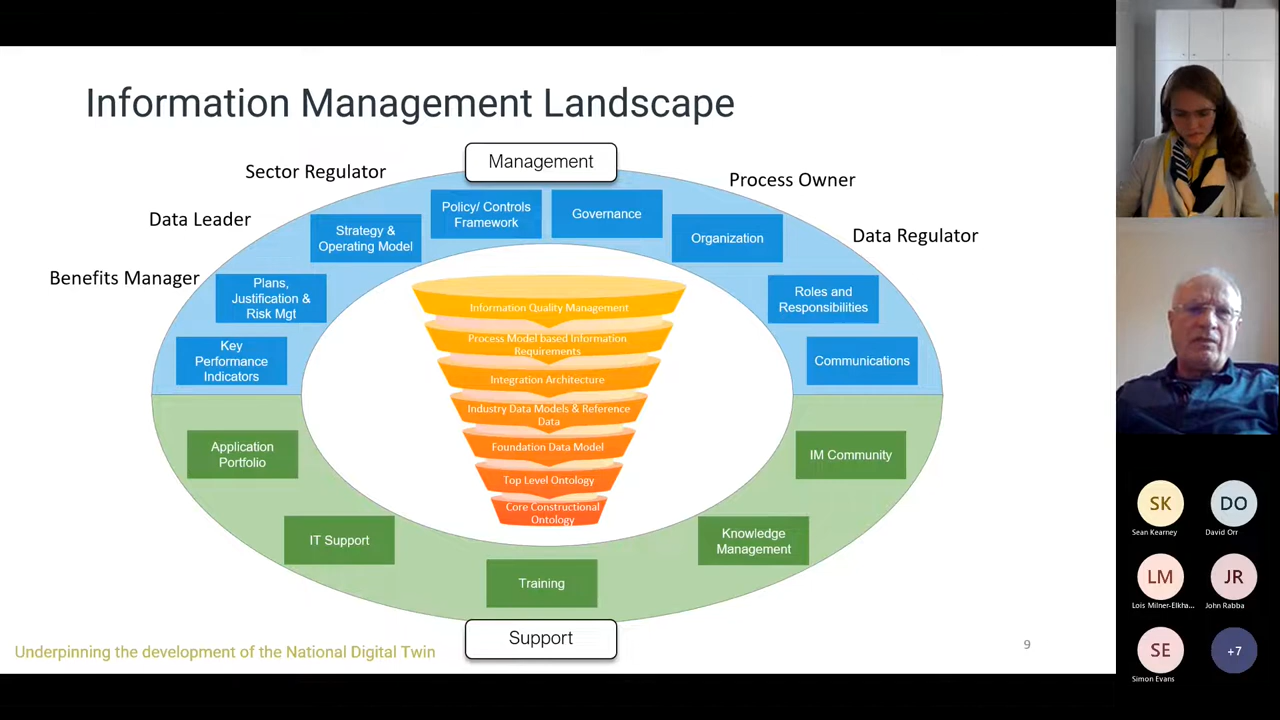 Information Management Landscape
Management
Sector Regulator
Process Owner
Data Leader
Data Regulator
Benefits Manager
Policy/ Controls
Framework
Governance
Strategy &
Operating Model
Organization
Plans,
Justification &
Risk Mgt
Roles and
Responsibilities
Key
Performance
Indicators
Communications
Information Quality Management
Process Model based Information
Requirements
Integration Architecture
Industry Data Models & Reference
Data
Foundation Data Model
Top Level Ontology
Core Constructional
Ontology
Application
Portfolio
IM Community
IT Support
Knowledge
Management
Training
Support
Underpinning the development of the National Digital Twin
9
SK
Sean Kearney
DO
David Orr
LM
Lois Milner-Elkha...
JR
John Rabba
SE
Simon Evans
+7